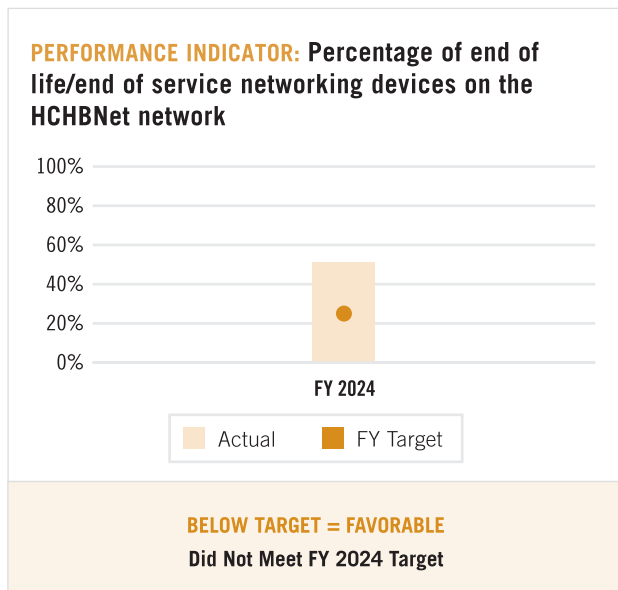 PERFORMANCE INDICATOR: Percentage of end of
life/end of service networking devices on the
HCHBNet network
100%
80%
60%
40%
20%
0%
FY 2024
Actual
FY Target
BELOW TARGET = FAVORABLE
Did Not Meet FY 2024 Target